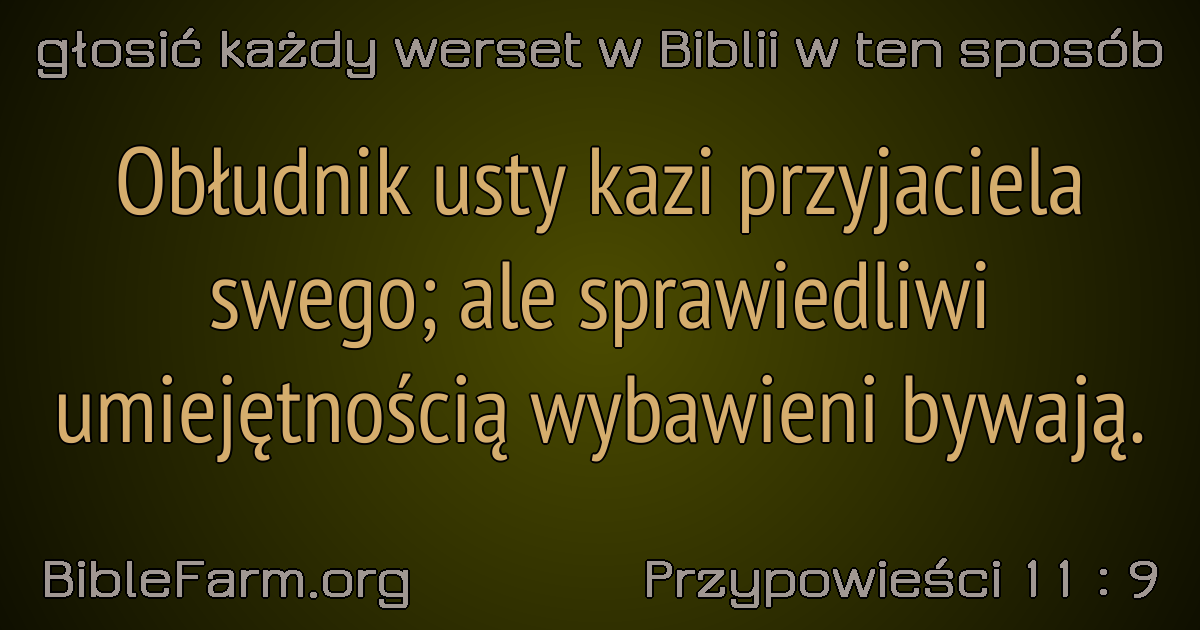 głosić każdy werset w Biblii w ten sposób
Obłudnik usty kazi przyjaciela
swego; ale sprawiedliwi
umiejętnością wybawieni bywają.
BibleFarm.org
Przypowieści 11 : 9